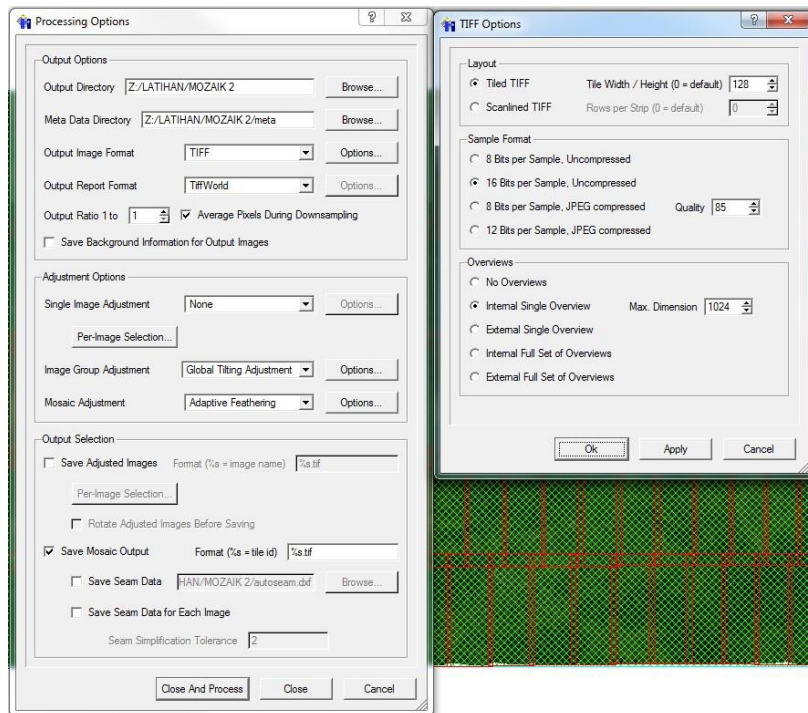 Processing Options
Output Options
Output Directory Z:/LATIHAN/MOZAIK 2 Browse...
Meta Data Directory Z:/LATIHAN/MOZAIK 2/meta Browse...
Output Image Format TIFF Options...
Output Report Format TiffWorld Options...
Output Ratio 1 to 1 Average Pixels During Downsampling
Save Background Information for Output Images
Adjustment Options
Single Image Adjustment None Options...
Per-Image Selection...
Image Group Adjustment Global Tilting Adjustment Options...
Mosaic Adjustment Adaptive Feathering Options...
Output Selection
Save Adjusted Images Format (%s = image name) %s.tif
Per-Image Selection...
Rotate Adjusted Images Before Saving
Save Mosaic Output Format (%s = tile id) %s.tif
Save Seam Data HAN/MOZAIK 2/autoseam.dxf Browse...
Save Seam Data for Each Image
Seam Simplification Tolerance 2
Close And Process Close Cancel
TIFF Options
Layout
Tiled TIFF Tile Width / Height (0 = default) 128
Scanlined TIFF Rows per Strip (0 = default) 0
Sample Format
8 Bits per Sample, Uncompressed
16 Bits per Sample, Uncompressed
8 Bits per Sample, JPEG compressed Quality 85
12 Bits per Sample, JPEG compressed
Overviews
No Overviews
Internal Single Overview Max. Dimension 1024
External Single Overview
Internal Full Set of Overviews
External Full Set of Overviews
Ok Apply Cancel